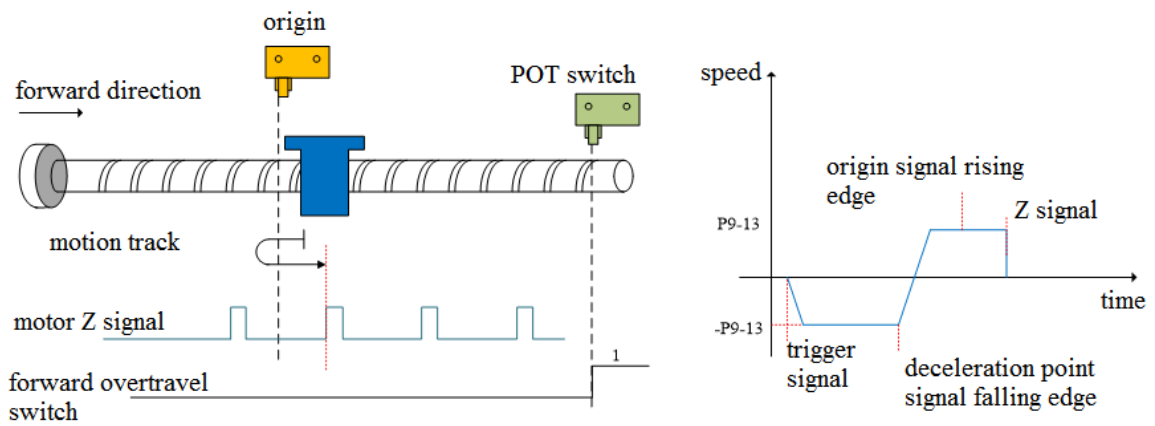 origin
POT switch
forward direction
motion track
motor Z signal
forward overtravel
switch
1
speed
origin signal rising
edge
Z signal
P9-13
time
-P9-13
trigger
signal
deceleration point
signal falling edge